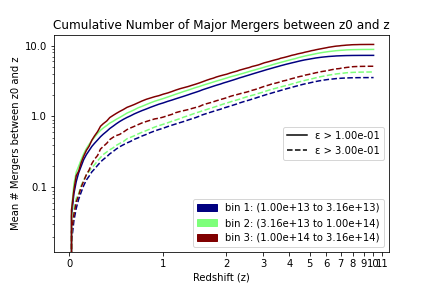 Cumulative Number of Major Mergers between z0 and z
Mean # Mergers between z0 and z
10.0
1.0
0.1
ε > 1.00e-01
ε > 3.00e-01
bin 1: (1.00e+13 to 3.16e+13)
bin 2: (3.16e+13 to 1.00e+14)
bin 3: (1.00e+14 to 3.16e+14)
0 1 2 3 4 5 6 7 8 9 10 11
Redshift (z)